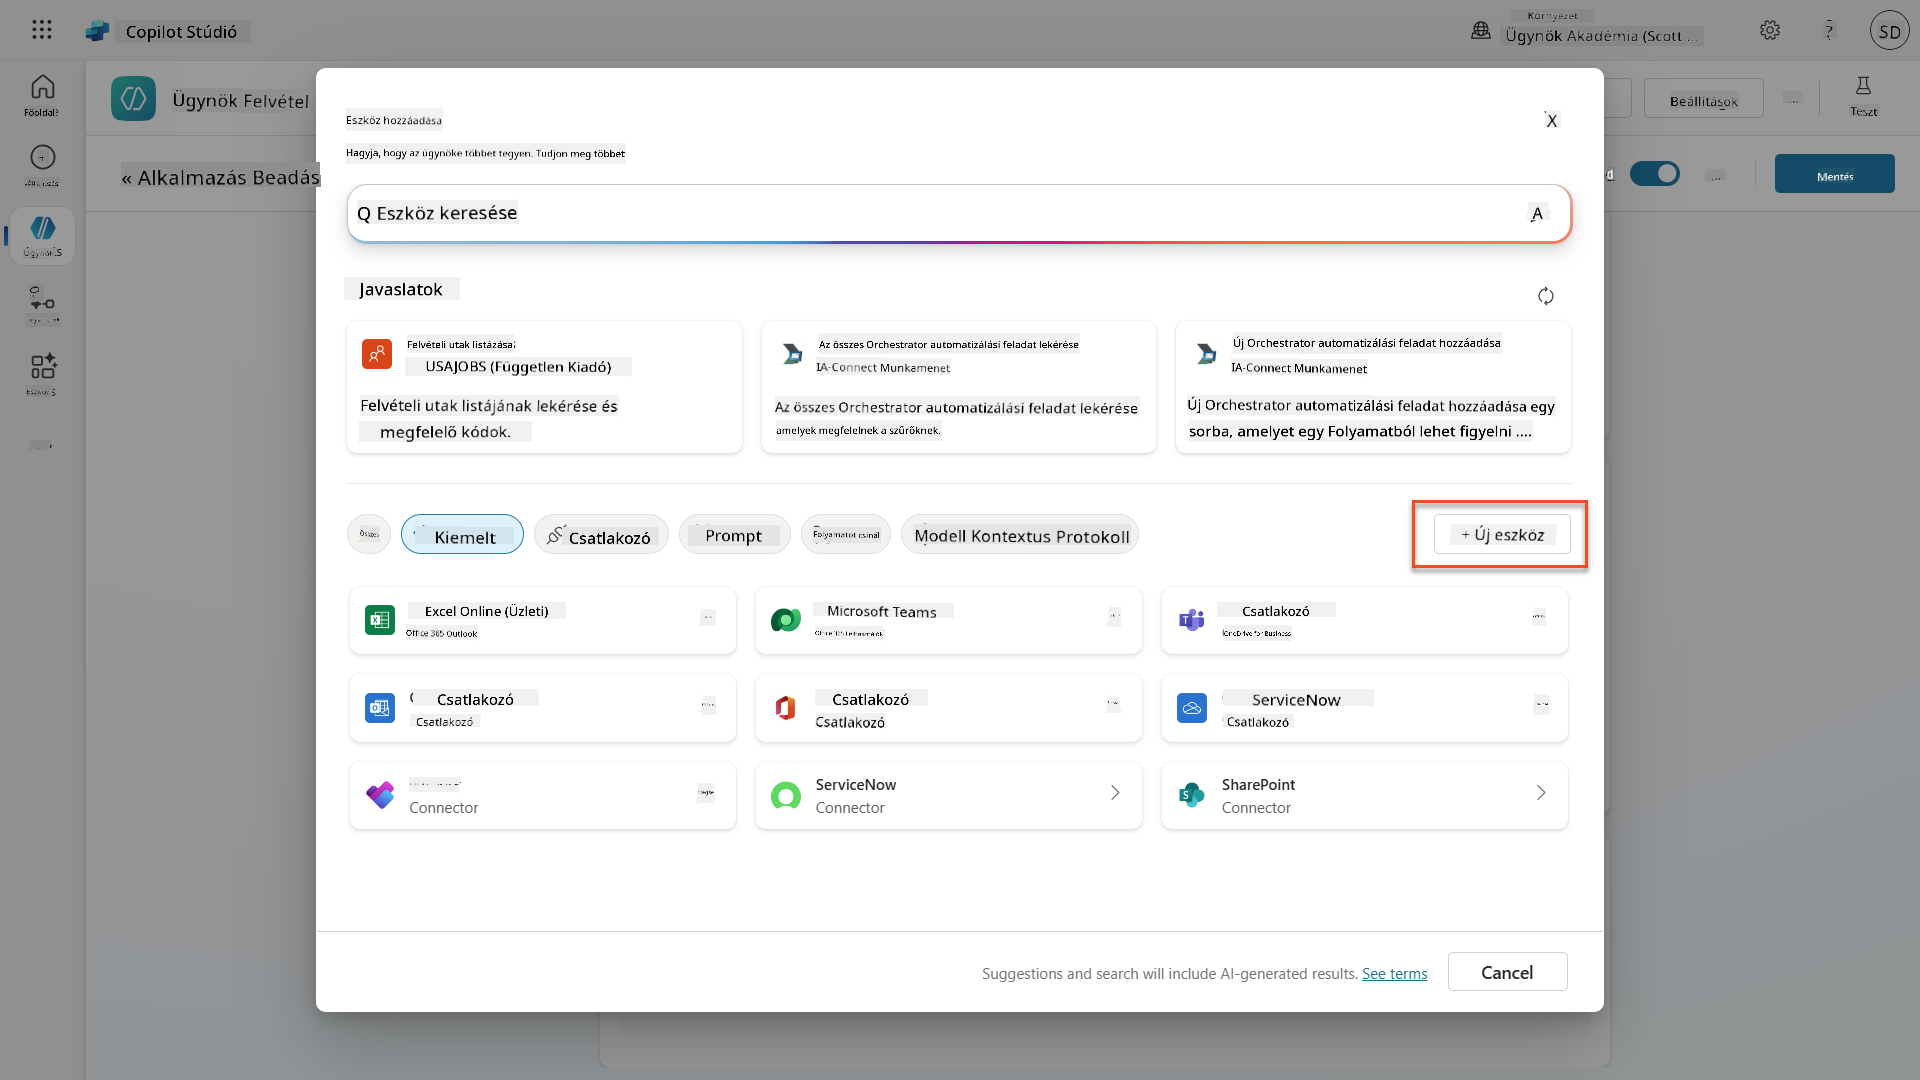 Copilot Stúdió
Környezet
Ügynök Akadémia (Scott ...
?
SD
Főoldal?
Ügynök Felvétel
Beállítások
...
Teszt
« Alkalmazás Beadás
d
...
Mentés
Eszköz hozzáadása
X
Hagyja, hogy az ügynöke többet tegyen. Tudjon meg többet
Q Eszköz keresése
A
Javaslatok
Felvételi utak listázása
USAJOBS (Független Kiadó)
Felvételi utak listájának lekérése és
megfelelő kódok.
Az összes Orchestrator automatizálási feladat lekérése
IA-Connect Munkamenet
Az összes Orchestrator automatizálási feladat lekérése
amelyek megfelelnek a szűrőknek.
Új Orchestrator automatizálási feladat hozzáadása
IA-Connect Munkamenet
Új Orchestrator automatizálási feladat hozzáadása egy
sorba, amelyet egy Folyamatból lehet figyelni ....
Összes
Kiemelt
Csatlakozó
Prompt
Folyamatot csinál
Modell Kontextus Protokoll
+ Új eszköz
Excel Online (Üzleti)
Office 365 Outlook
Microsoft Teams
Csatlakozó
OneDrive for Business
Csatlakozó
Csatlakozó
Csatlakozó
Csatlakozó
ServiceNow
Csatlakozó
Connector
ServiceNow
Connector
SharePoint
Connector
Suggestions and search will include AI-generated results. See terms
Cancel